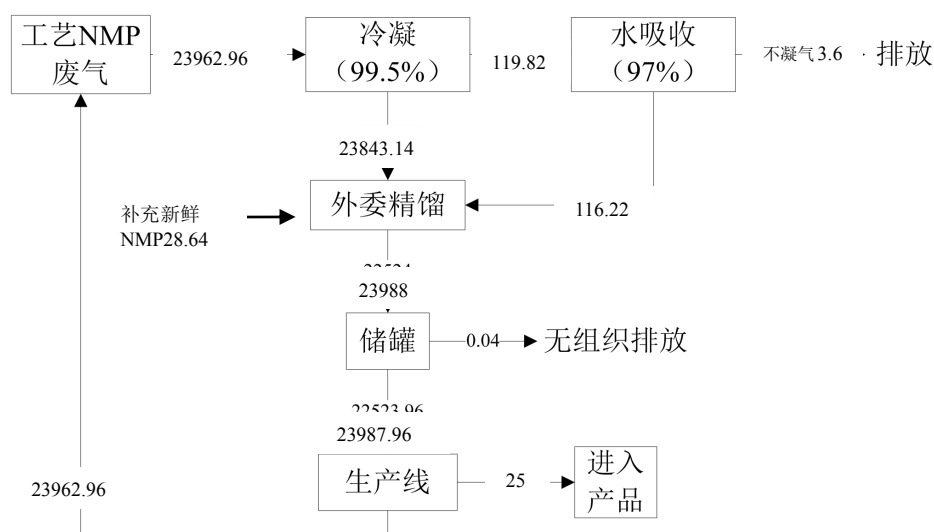 工艺NMP
废气
23962.96
冷凝
（99.5%）
119.82
水吸收
（97%）
不凝气3.6
排放
23843.14
外委精馏
116.22
补充新鲜
NMP28.64
23988
储罐
0.04
无组织排放
22523.96
23987.96
生产线
25
进入
产品
23962.96